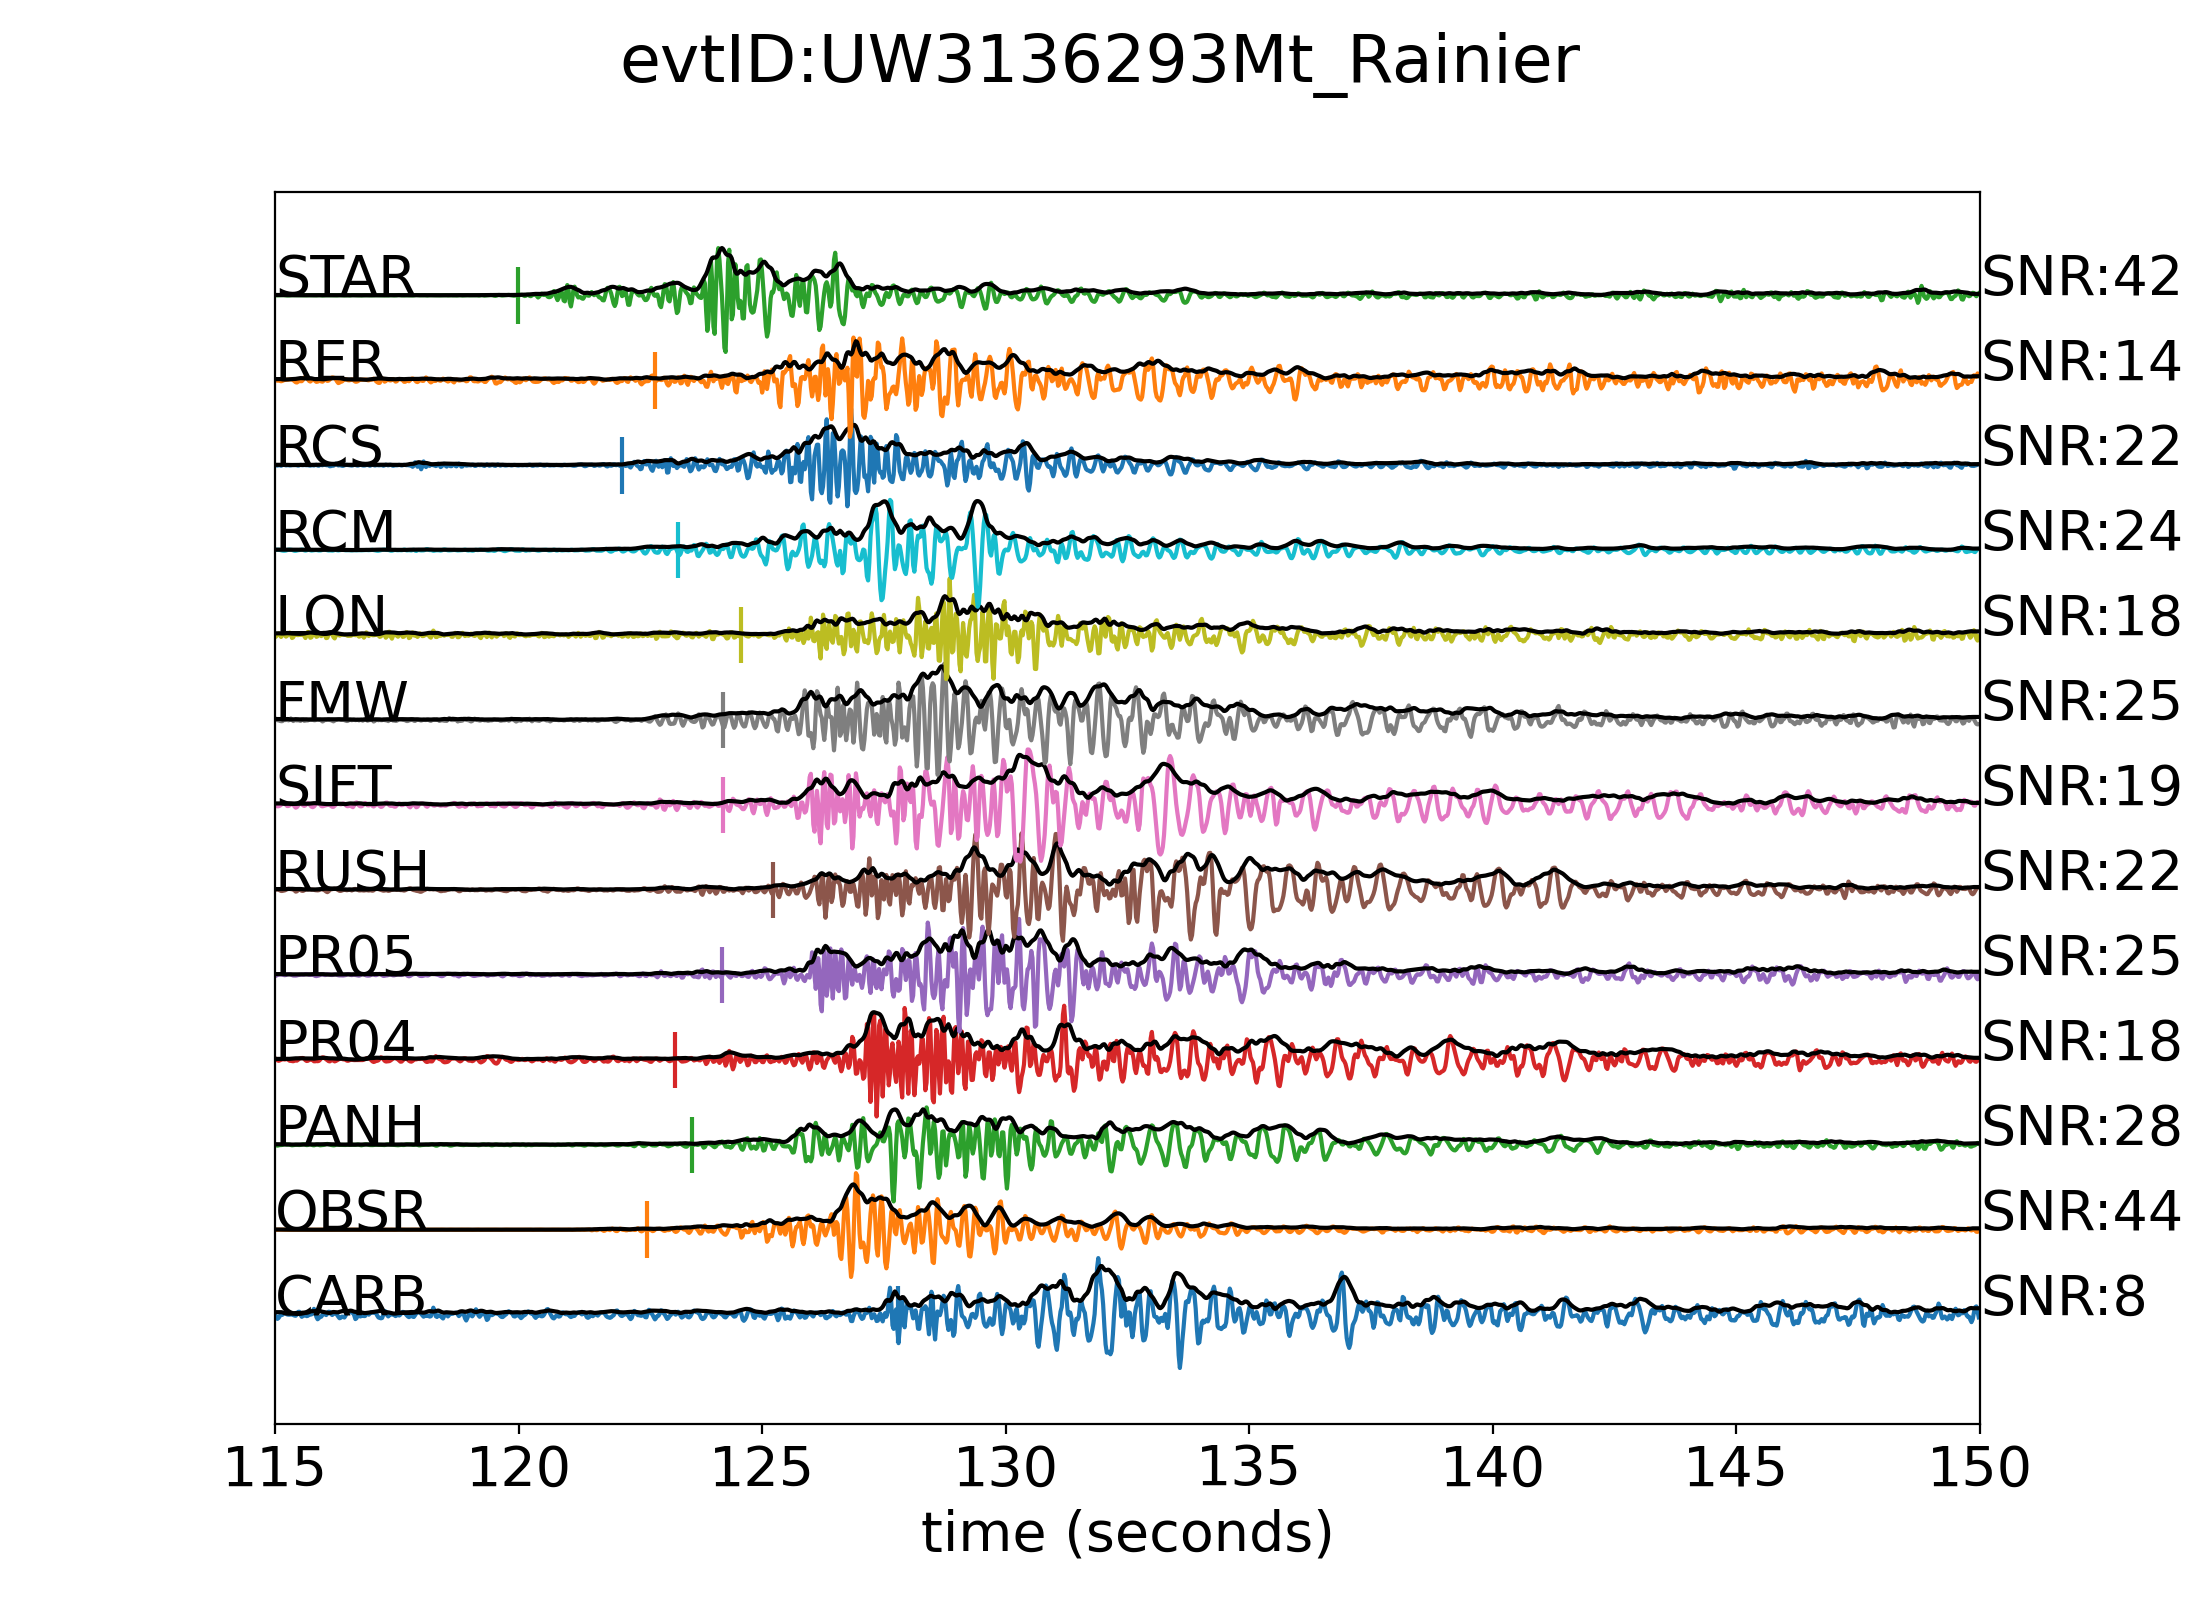 evtID:UW3136293Mt_Rainier
STAR SNR:42
RER SNR:14
RCS SNR:22
RCM SNR:24
LON SNR:18
FMW SNR:25
SIFT SNR:19
RUSH SNR:22
PR05 SNR:25
PR04 SNR:18
PANH SNR:28
OBSR SNR:44
CARB SNR:8
115 120 125 130 135 140 145 150
time (seconds)